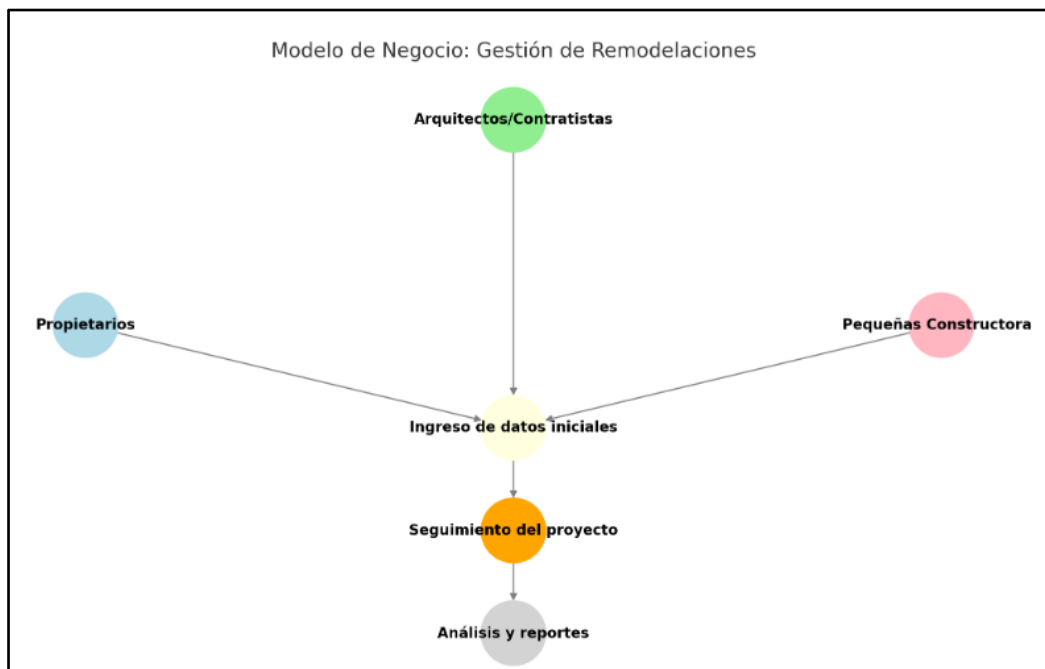 Modelo de Negocio: Gestión de Remodelaciones
Arquitectos/Contratistas
Propietarios
Pequeñas Constructora
Ingreso de datos iniciales
Seguimiento del proyecto
Análisis y reportes